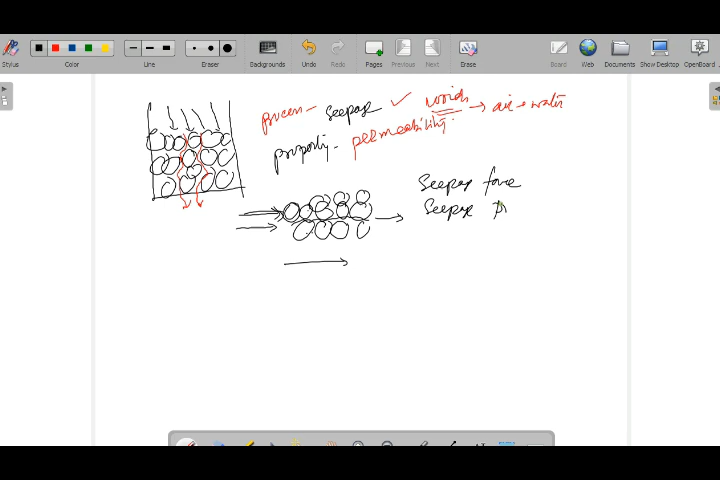 Stylus
Color
Line
Eraser
Backgrounds
Undo
Redo
Pages
Previous
Next
Erase
Board
Web
Documents
Show Desktop
OpenBoard
process - seepage ✓ voids → air + water
property - permeability
Seepage force
Seepage p